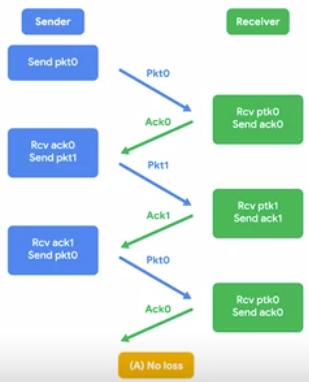 Sender
Receiver
Send pkt0
Pkt0
Rcv ptk0
Send ack0
Ack0
Rcv ack0
Send pkt1
Pkt1
Rcv ptk1
Send ack1
Ack1
Rcv ack1
Send pkt0
Pkt0
Rcv ptk0
Send ack0
Ack0
(A) No loss